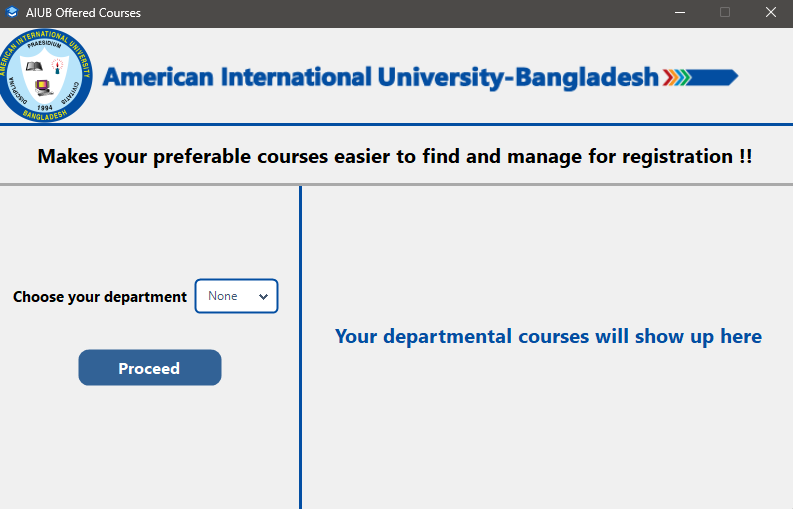 AIUB Offered Courses
AMERICAN INTERNATIONAL UNIVERSITY
PRAESIDIUM
DISCIPLINA
CIVITATIS
1994
BANGLADESH
American International University-Bangladesh
Makes your preferable courses easier to find and manage for registration !!
Choose your department
None
Your departmental courses will show up here
Proceed